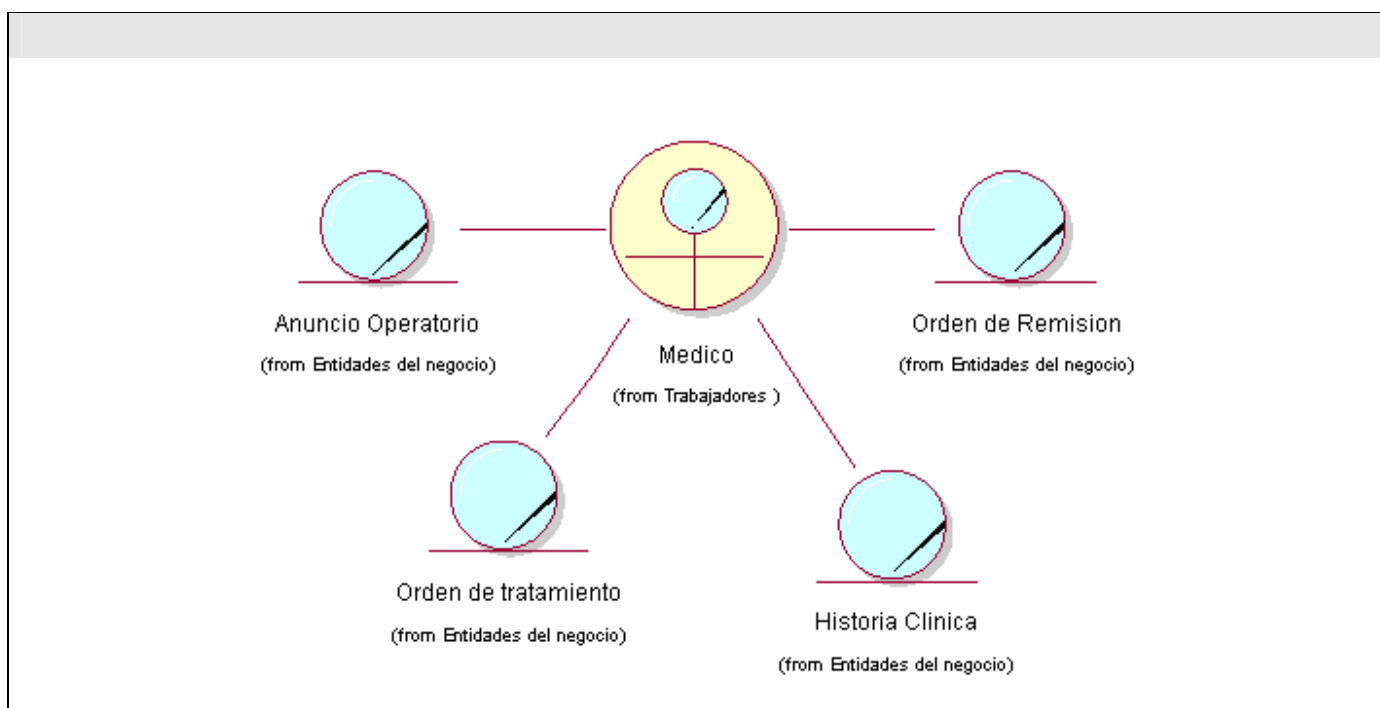 Anuncio Operatorio
(from Entidades del negocio)
Medico
(from Trabajadores )
Orden de Remision
(from Entidades del negocio)
Orden de tratamiento
(from Entidades del negocio)
Historia Clinica
(from Entidades del negocio)